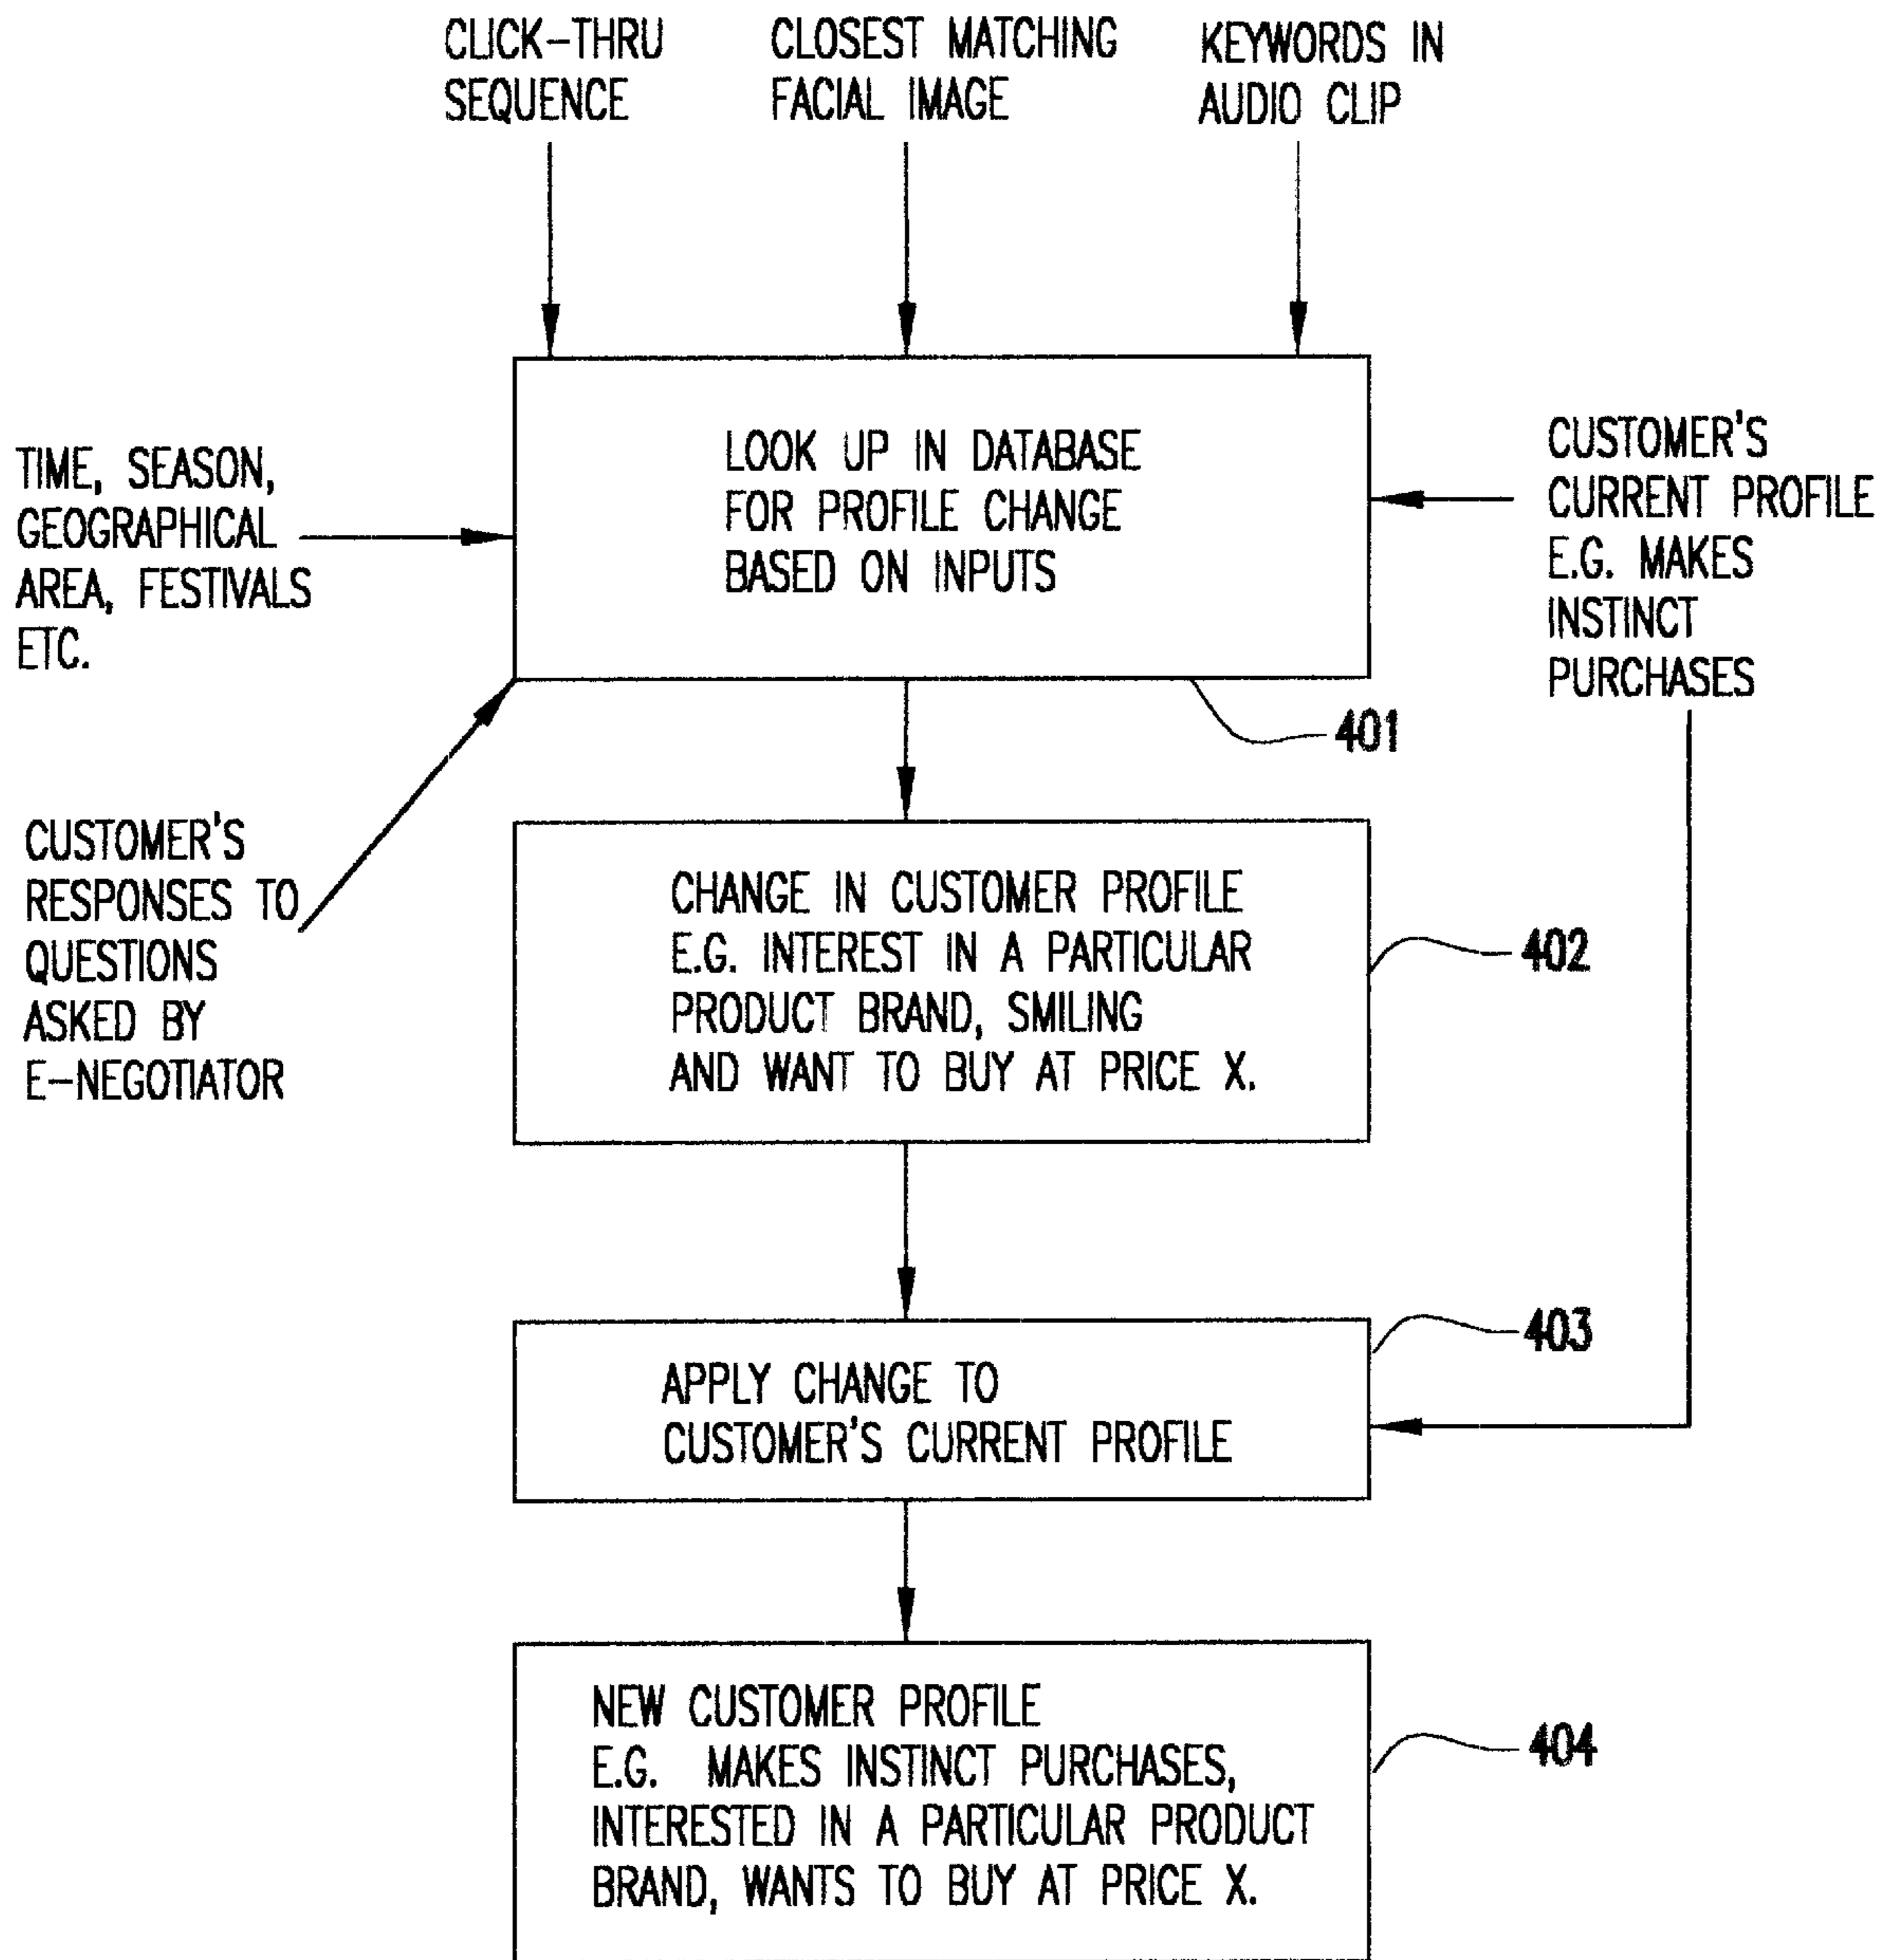 CLICK-THRU
SEQUENCE
CLOSEST MATCHING
FACIAL IMAGE
KEYWORDS IN
AUDIO CLIP
TIME, SEASON,
GEOGRAPHICAL
AREA, FESTIVALS
ETC.
LOOK UP IN DATABASE
FOR PROFILE CHANGE
BASED ON INPUTS
CUSTOMER'S
CURRENT PROFILE
E.G. MAKES
INSTINCT
PURCHASES
401
CUSTOMER'S
RESPONSES TO
QUESTIONS
ASKED BY
E-NEGOTIATOR
CHANGE IN CUSTOMER PROFILE
E.G. INTEREST IN A PARTICULAR
PRODUCT BRAND, SMILING
AND WANT TO BUY AT PRICE X.
402
APPLY CHANGE TO
CUSTOMER'S CURRENT PROFILE
403
NEW CUSTOMER PROFILE
E.G. MAKES INSTINCT PURCHASES,
INTERESTED IN A PARTICULAR PRODUCT
BRAND, WANTS TO BUY AT PRICE X.
404